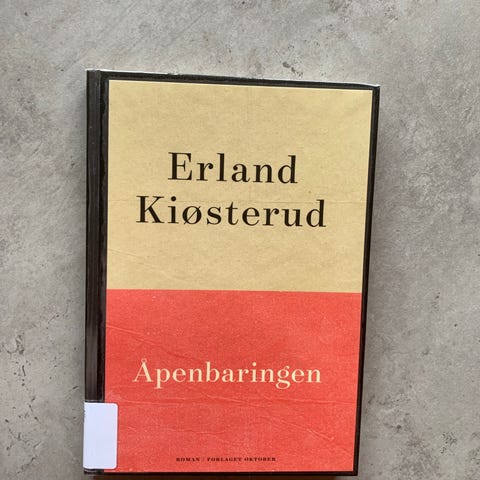 Erland
Kiøsterud
Åpenbaringen
ROMAN / FORLAGET OKTOBER